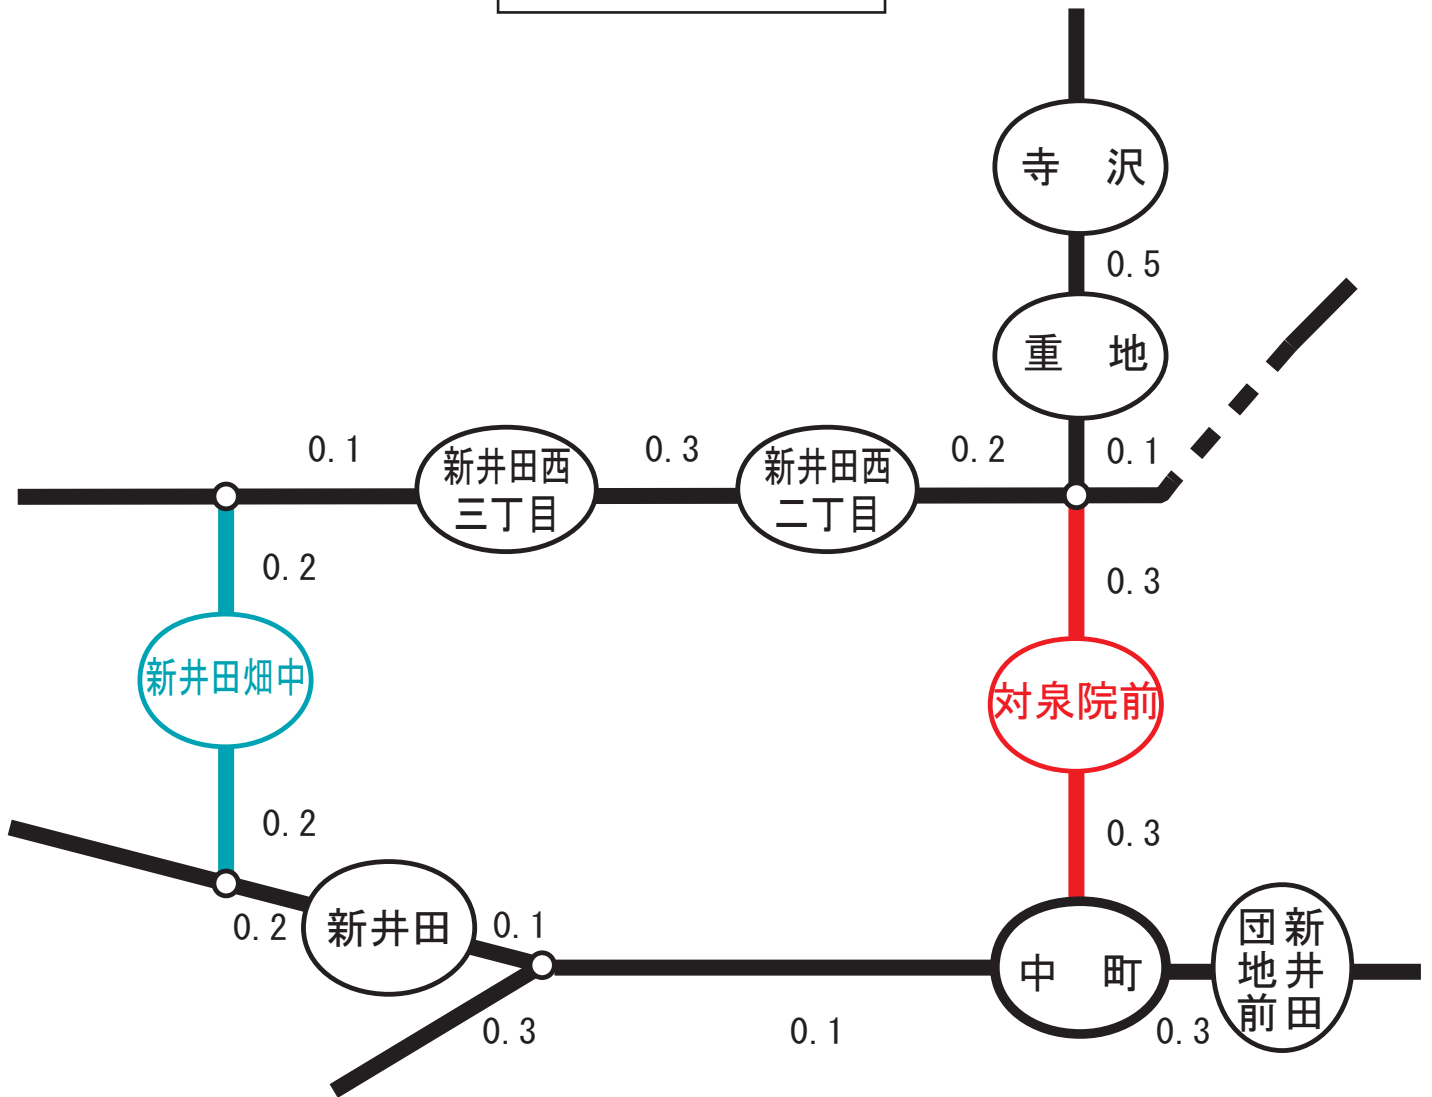 寺 沢
0.5
重 地
0.1
0.1
新井田西
三丁目
0.3
新井田西
二丁目
0.2
0.2
0.3
新井田畑中
対泉院前
0.2
0.3
0.2
新井田
0.1
中 町
新井田
団地前
0.3
0.1
0.3